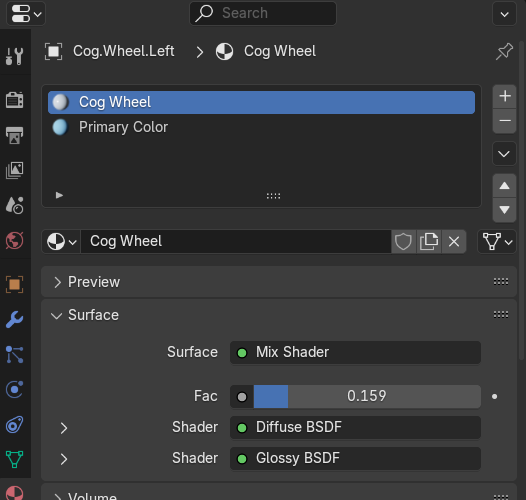 Search
Cog.Wheel.Left > Cog Wheel
Cog Wheel
Primary Color
Cog Wheel
Preview
Surface
Surface Mix Shader
Fac 0.159
Shader Diffuse BSDF
Shader Glossy BSDF
Volume